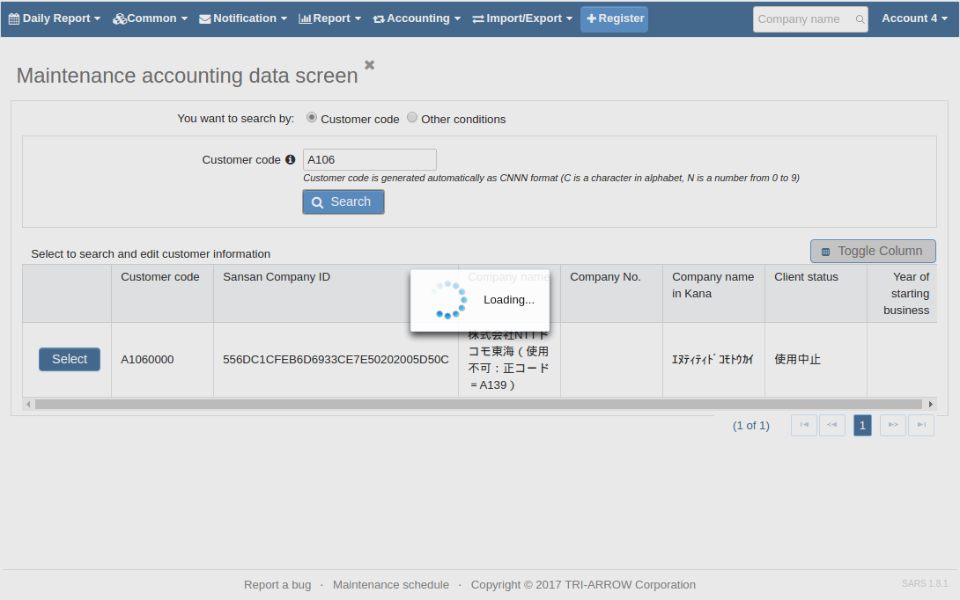 Daily Report Common Notification Report Accounting Import/Export Register Company name Account 4
Maintenance accounting data screen
You want to search by: Customer code Other conditions
Customer code A106
Customer code is generated automatically as CNNN format (C is a character in alphabet, N is a number from 0 to 9)
Search
Select to search and edit customer information Toggle Column
Customer code Sansan Company ID Company name Company No. Company name Client status Year of
in Kana starting
business
Loading...
株式会社NTTド
コモ東海(使用
不可:正コード
=A139)
Select A1060000 556DC1CFEB6D6933CE7E50202005D50C ｴﾇﾃｨﾃｨﾄﾞｺﾓﾄｳｶｲ 使用中止
(1 of 1) 1
Report a bug · Maintenance schedule · Copyright © 2017 TRI-ARROW Corporation SARS 1.8.1